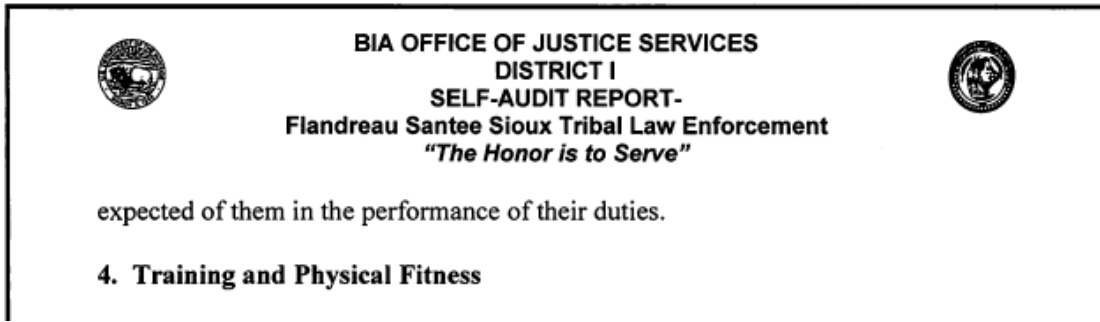 BIA OFFICE OF JUSTICE SERVICES
DISTRICT I
SELF-AUDIT REPORT-
Flandreau Santee Sioux Tribal Law Enforcement
"The Honor is to Serve"
expected of them in the performance of their duties.
4. Training and Physical Fitness